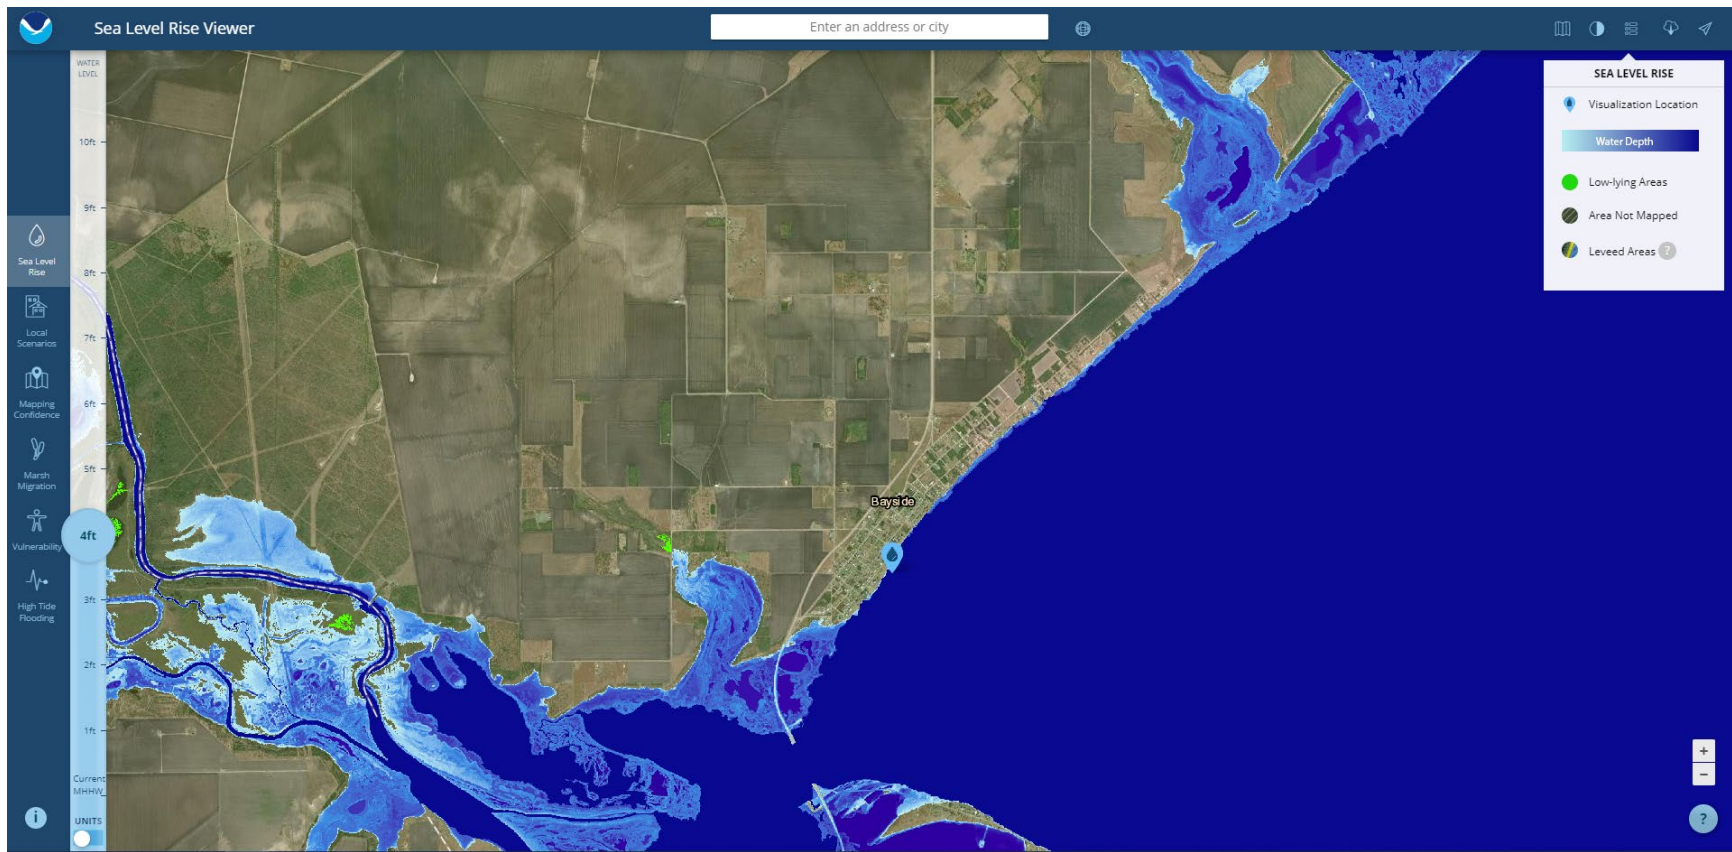 Sea Level Rise Viewer
Enter an address or city
WATER
LEVEL
10ft
9ft
8ft
7ft
6ft
5ft
4ft
3ft
2ft
1ft
Current
MHHW
UNITS
Sea Level
Rise
Local
Scenarios
Mapping
Confidence
Marsh
Migration
Vulnerability
High Tide
Flooding
i
Bayside
SEA LEVEL RISE
Visualization Location
Water Depth
Low-lying Areas
Area Not Mapped
Leveed Areas ?
+
−
?